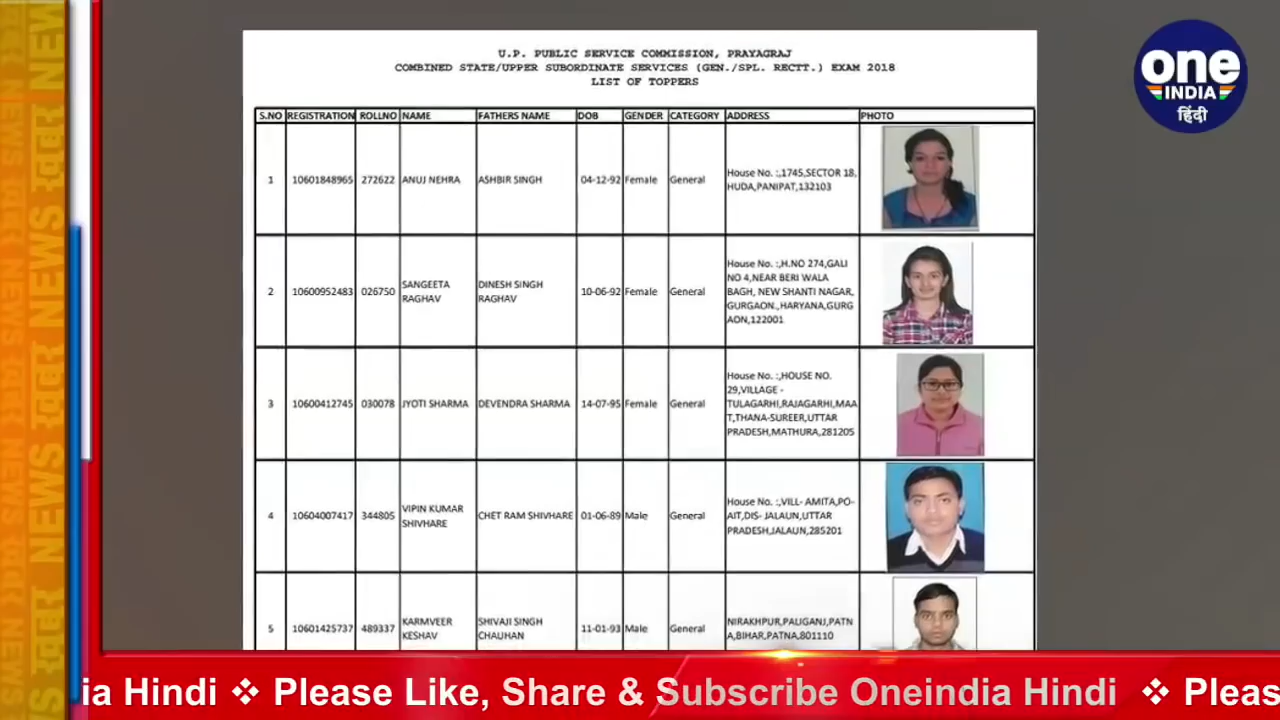 U.P. PUBLIC SERVICE COMMISSION, PRAYAGRAJ
COMBINED STATE/UPPER SUBORDINATE SERVICES (GEN./SPL. RECTT.) EXAM 2018
LIST OF TOPPERS
S.NO REGISTRATION ROLLNO NAME FATHERS NAME DOB GENDER CATEGORY ADDRESS PHOTO
1 10601848965 272622 ANUJ NEHRA ASHBIR SINGH 04-12-92 Female General
House No. :,1745,SECTOR 18,
HUDA,PANIPAT,132103
2 10600952483 026750
SANGEETA
RAGHAV
DINESH SINGH
RAGHAV
10-06-92 Female General
House No. :,H.NO 274,GALI
NO 4,NEAR BERI WALA
BAGH, NEW SHANTI NAGAR,
GURGAON.,HARYANA,GURG
AON,122001
3 10600412745 030078 JYOTI SHARMA DEVENDRA SHARMA 14-07-95 Female General
House No. :,HOUSE NO.
29,VILLAGE -
TULAGARHI,RAJAGARHI,MAA
T,THANA-SUREER,UTTAR
PRADESH,MATHURA,281205
4 10604007417 344805
VIPIN KUMAR
SHIVHARE
CHET RAM SHIVHARE 01-06-89 Male General
House No. :,VILL- AMITA,PO-
AIT,DIS- JALAUN,UTTAR
PRADESH,JALAUN,285201
5 10601425737 489337
KARMVEER
KESHAV
SHIVAJI SINGH
CHAUHAN
11-01-93 Male General
NIRAKHPUR,PALIGANJ,PATN
A,BIHAR,PATNA,801110
one
INDIA
हिंदी
NEWS खबर NEWS खबर NEWS
ia Hindi ❖ Please Like, Share & Subscribe Oneindia Hindi ❖ Pleas